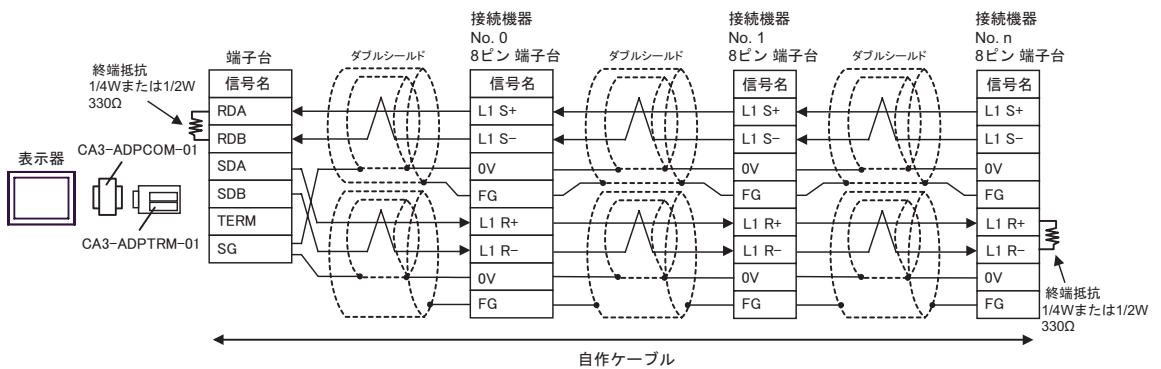 接続機器
No. 0
8ピン 端子台
接続機器
No. 1
8ピン 端子台
接続機器
No. n
8ピン 端子台
終端抵抗
1/4Wまたは1/2W
330Ω
端子台
ダブルシールド
ダブルシールド
ダブルシールド
信号名
RDA
RDB
SDA
SDB
TERM
SG
表示器
CA3-ADPCOM-01
CA3-ADPTRM-01
信号名
L1 S+
L1 S-
0V
FG
L1 R+
L1 R-
0V
FG
信号名
L1 S+
L1 S-
0V
FG
L1 R+
L1 R-
0V
FG
信号名
L1 S+
L1 S-
0V
FG
L1 R+
L1 R-
0V
FG
終端抵抗
1/4Wまたは1/2W
330Ω
自作ケーブル